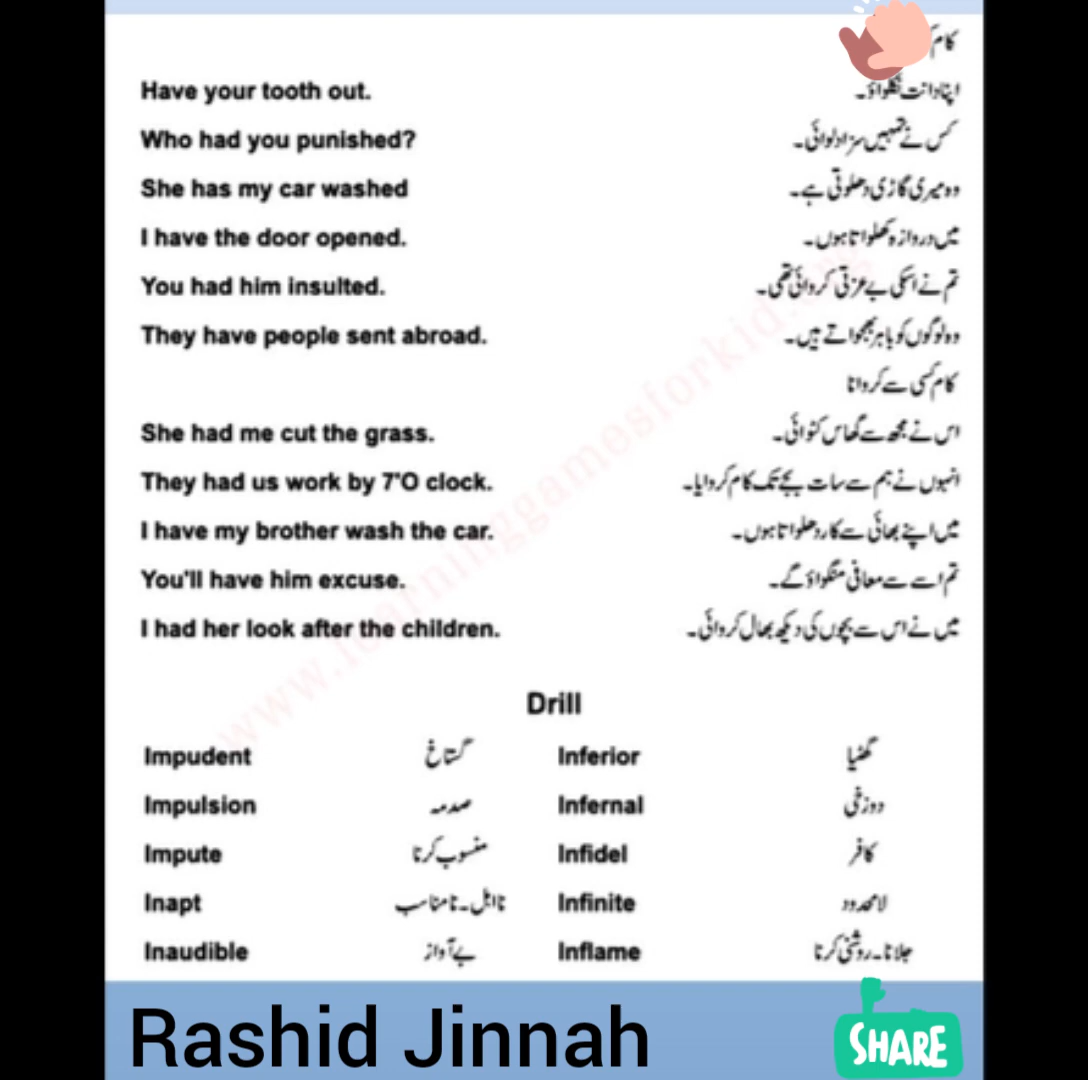 کام
Have your tooth out. اپنا دانت نکلواؤ۔
Who had you punished? کس نے تمہیں سزا دلوائی۔
She has my car washed وہ میری گاڑی دھلوتی ہے۔
I have the door opened. میں دروازہ کھلواتا ہوں۔
You had him insulted. تم نے اسکی بے عزتی کروائی تھی۔
They have people sent abroad. وہ لوگوں کو باہر بھجواتے ہیں۔
کام کسی سے کروانا
She had me cut the grass. اس نے مجھ سے گھاس کٹوائی۔
They had us work by 7'O clock. انہوں نے ہم سے سات بجے تک کام کروایا۔
I have my brother wash the car. میں اپنے بھائی سے کار دھلواتا ہوں۔
You'll have him excuse. تم اسے سے معافی منگواؤ گے۔
I had her look after the children. میں نے اس سے بچوں کی دیکھ بھال کروائی۔
www.learninggamesforkid.org
Drill
Impudent گستاخ Inferior گھٹیا
Impulsion صدمہ Infernal دوزخی
Impute منسوب کرنا Infidel کافر
Inapt نااہل۔نامناسب Infinite لامحدود
Inaudible بے آواز Inflame جلانا۔روشنی کرنا
Rashid Jinnah SHARE